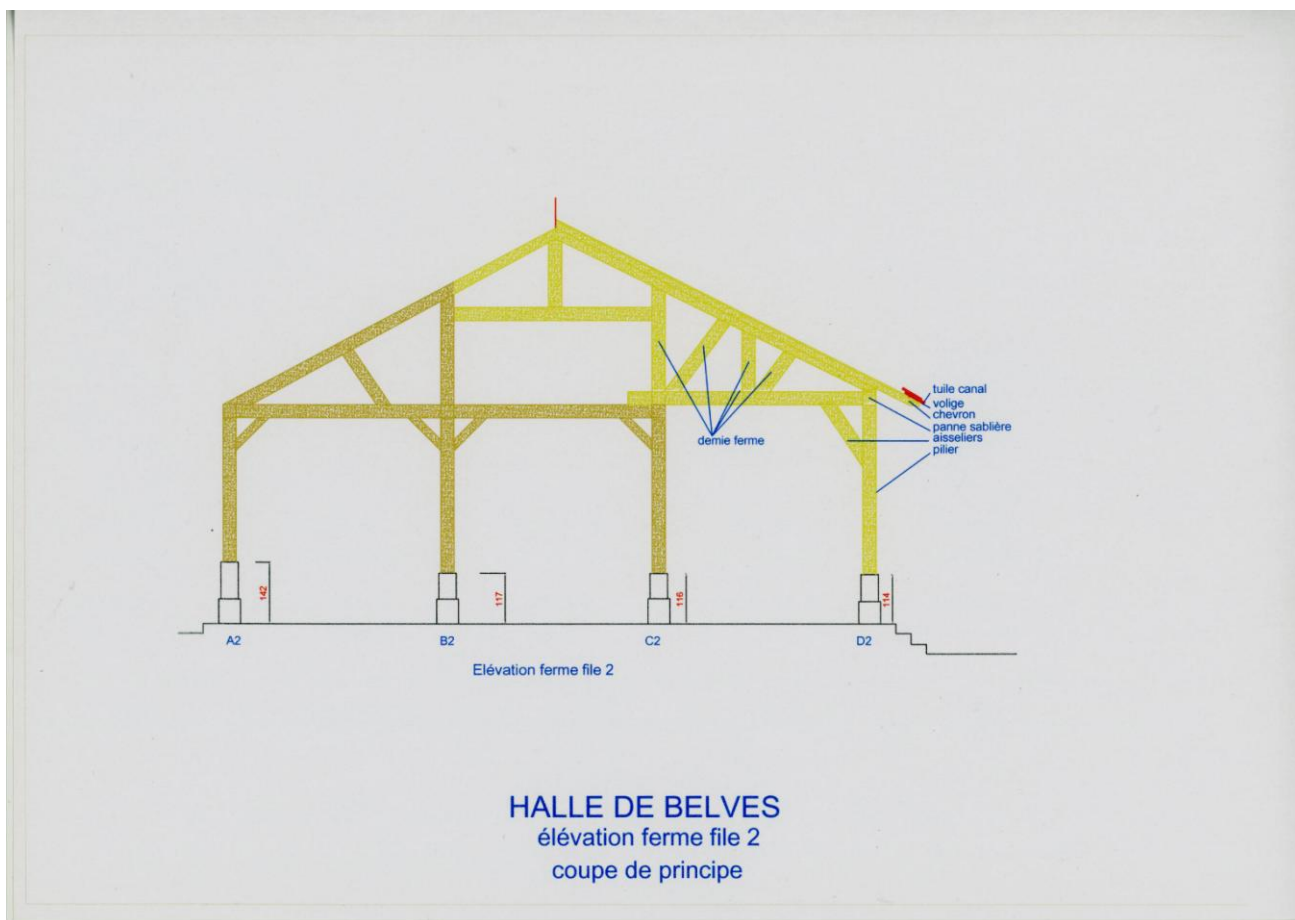 tuile canal
volige
chevron
panne sablière
aisseliers
pilier
demie ferme
142
117
116
114
A2
B2
C2
D2
Elévation ferme file 2
HALLE DE BELVES
élévation ferme file 2
coupe de principe